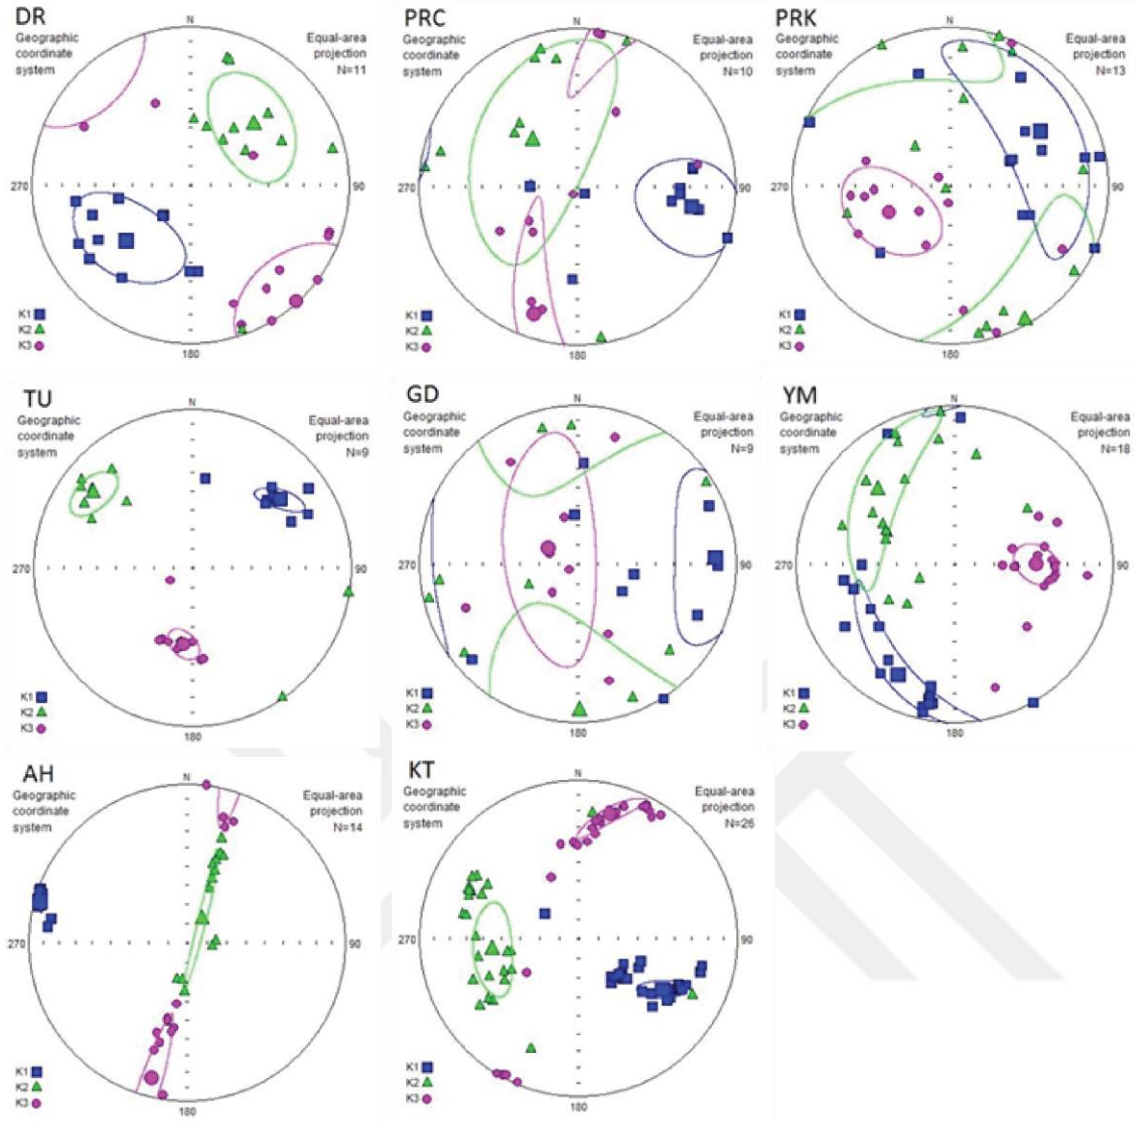 DR
Geographic
coordinate
system
N
Equal-area
projection
N=11
270
90
180
K1
K2
K3
PRC
Geographic
coordinate
system
N
Equal-area
projection
N=10
270
90
180
K1
K2
K3
PRK
Geographic
coordinate
system
N
Equal-area
projection
N=13
270
90
180
K1
K2
K3
TU
Geographic
coordinate
system
N
Equal-area
projection
N=9
270
90
180
K1
K2
K3
GD
Geographic
coordinate
system
N
Equal-area
projection
N=9
270
90
180
K1
K2
K3
YM
Geographic
coordinate
system
N
Equal-area
projection
N=18
270
90
180
K1
K2
K3
AH
Geographic
coordinate
system
N
Equal-area
projection
N=14
270
90
180
K1
K2
K3
KT
Geographic
coordinate
system
N
Equal-area
projection
N=26
270
90
180
K1
K2
K3